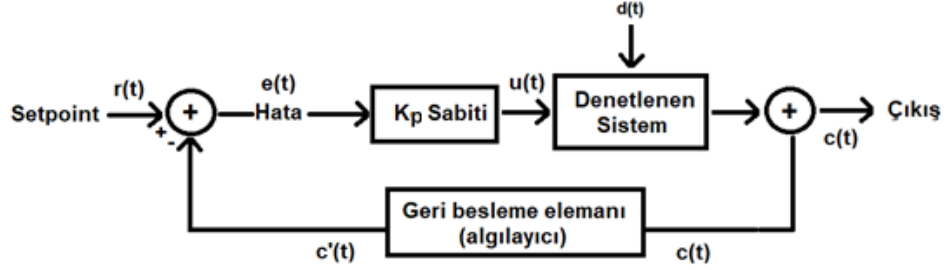 d(t)
r(t)
e(t)
u(t)
Setpoint
+
Hata
Kp Sabiti
Denetlenen
Sistem
+
Çıkış
+
-
c(t)
Geri besleme elemanı
(algılayıcı)
c'(t)
c(t)